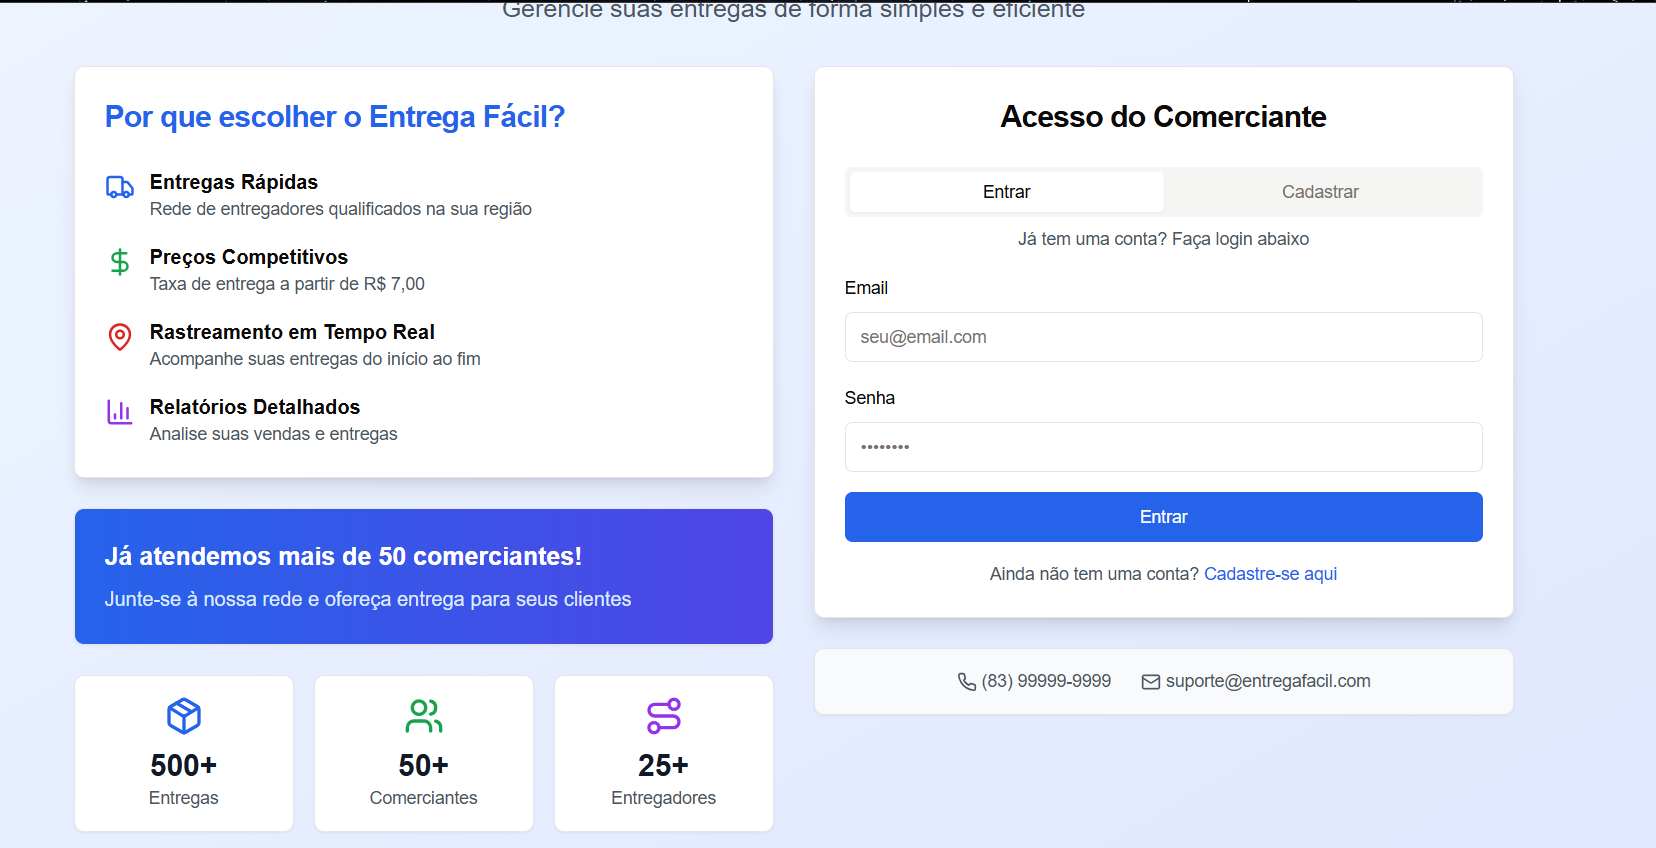 Gerencie suas entregas de forma simples e eficiente
Por que escolher o Entrega Fácil?
Entregas Rápidas
Rede de entregadores qualificados na sua região
Preços Competitivos
Taxa de entrega a partir de R$ 7,00
Rastreamento em Tempo Real
Acompanhe suas entregas do início ao fim
Relatórios Detalhados
Analise suas vendas e entregas
Já atendemos mais de 50 comerciantes!
Junte-se à nossa rede e ofereça entrega para seus clientes
500+
Entregas
50+
Comerciantes
25+
Entregadores
Acesso do Comerciante
Entrar
Cadastrar
Já tem uma conta? Faça login abaixo
Email
seu@email.com
Senha
••••••••
Entrar
Ainda não tem uma conta? Cadastre-se aqui
(83) 99999-9999
suporte@entregafacil.com